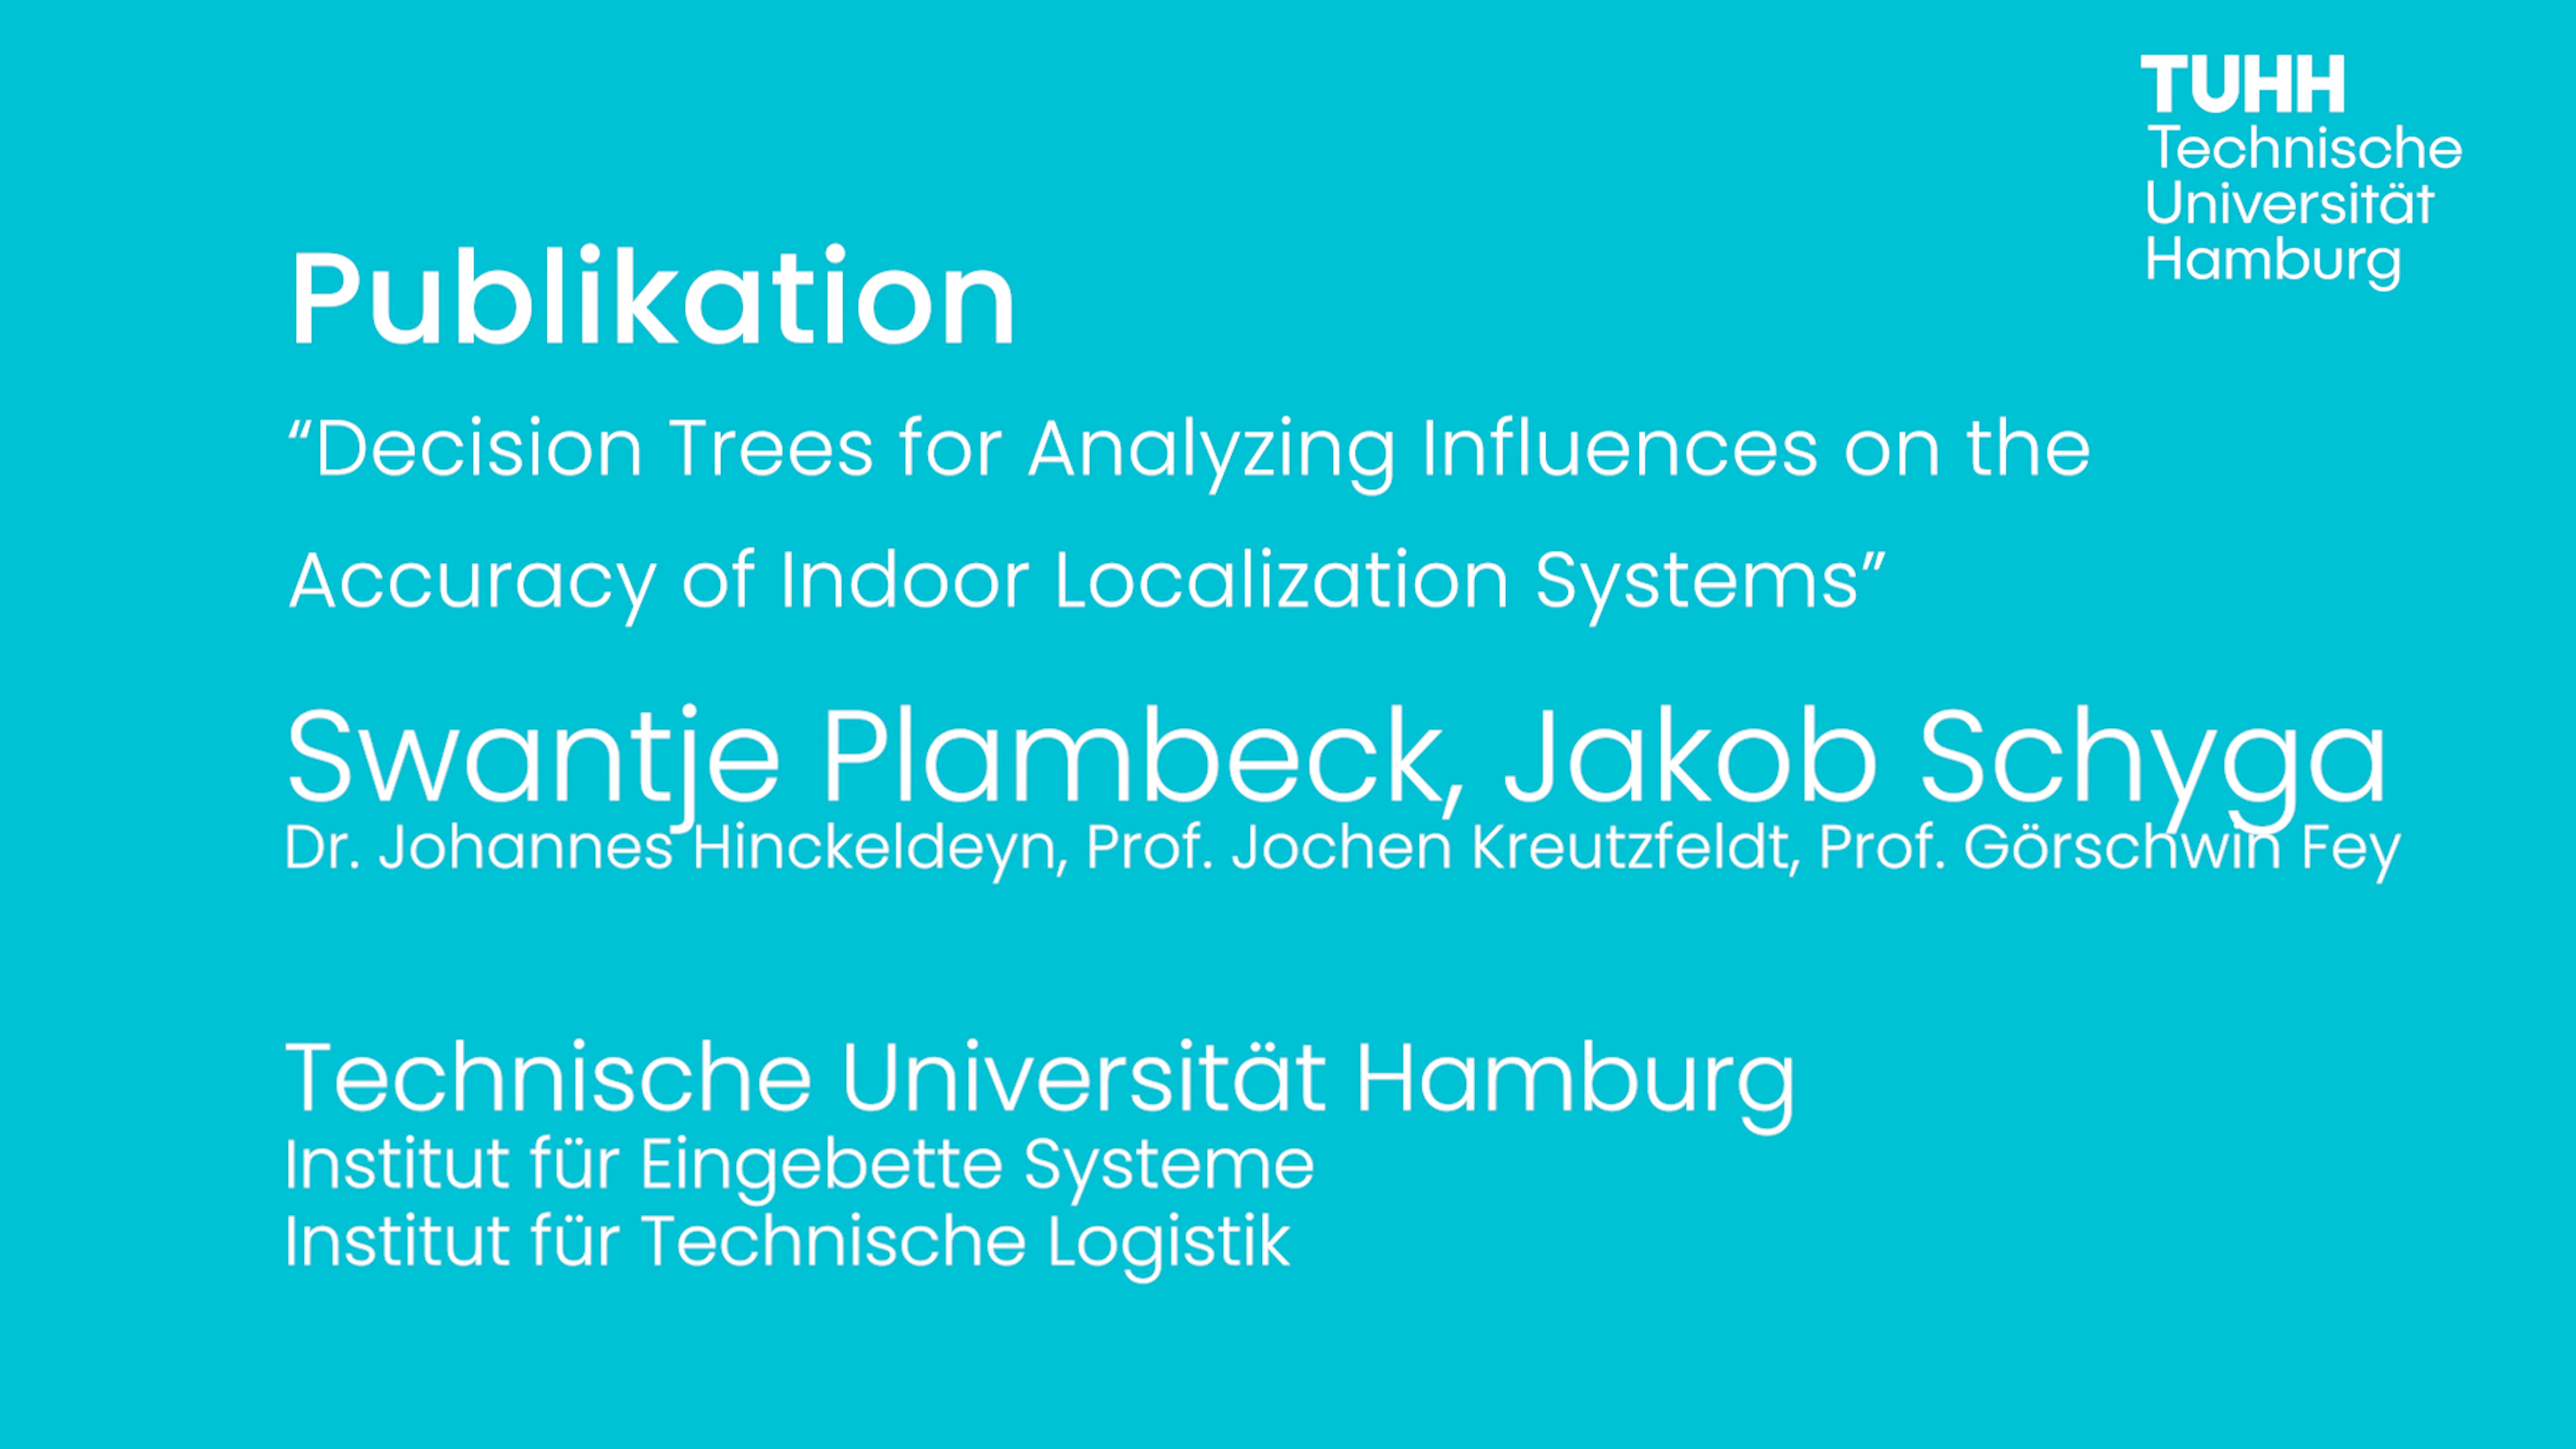 TUHH
Technische
Universität
Hamburg
Publikation
“Decision Trees for Analyzing Influences on the
Accuracy of Indoor Localization Systems”
Swantje Plambeck, Jakob Schyga
Dr. Johannes Hinckeldeyn, Prof. Jochen Kreutzfeldt, Prof. Görschwin Fey
Technische Universität Hamburg
Institut für Eingebette Systeme
Institut für Technische Logistik